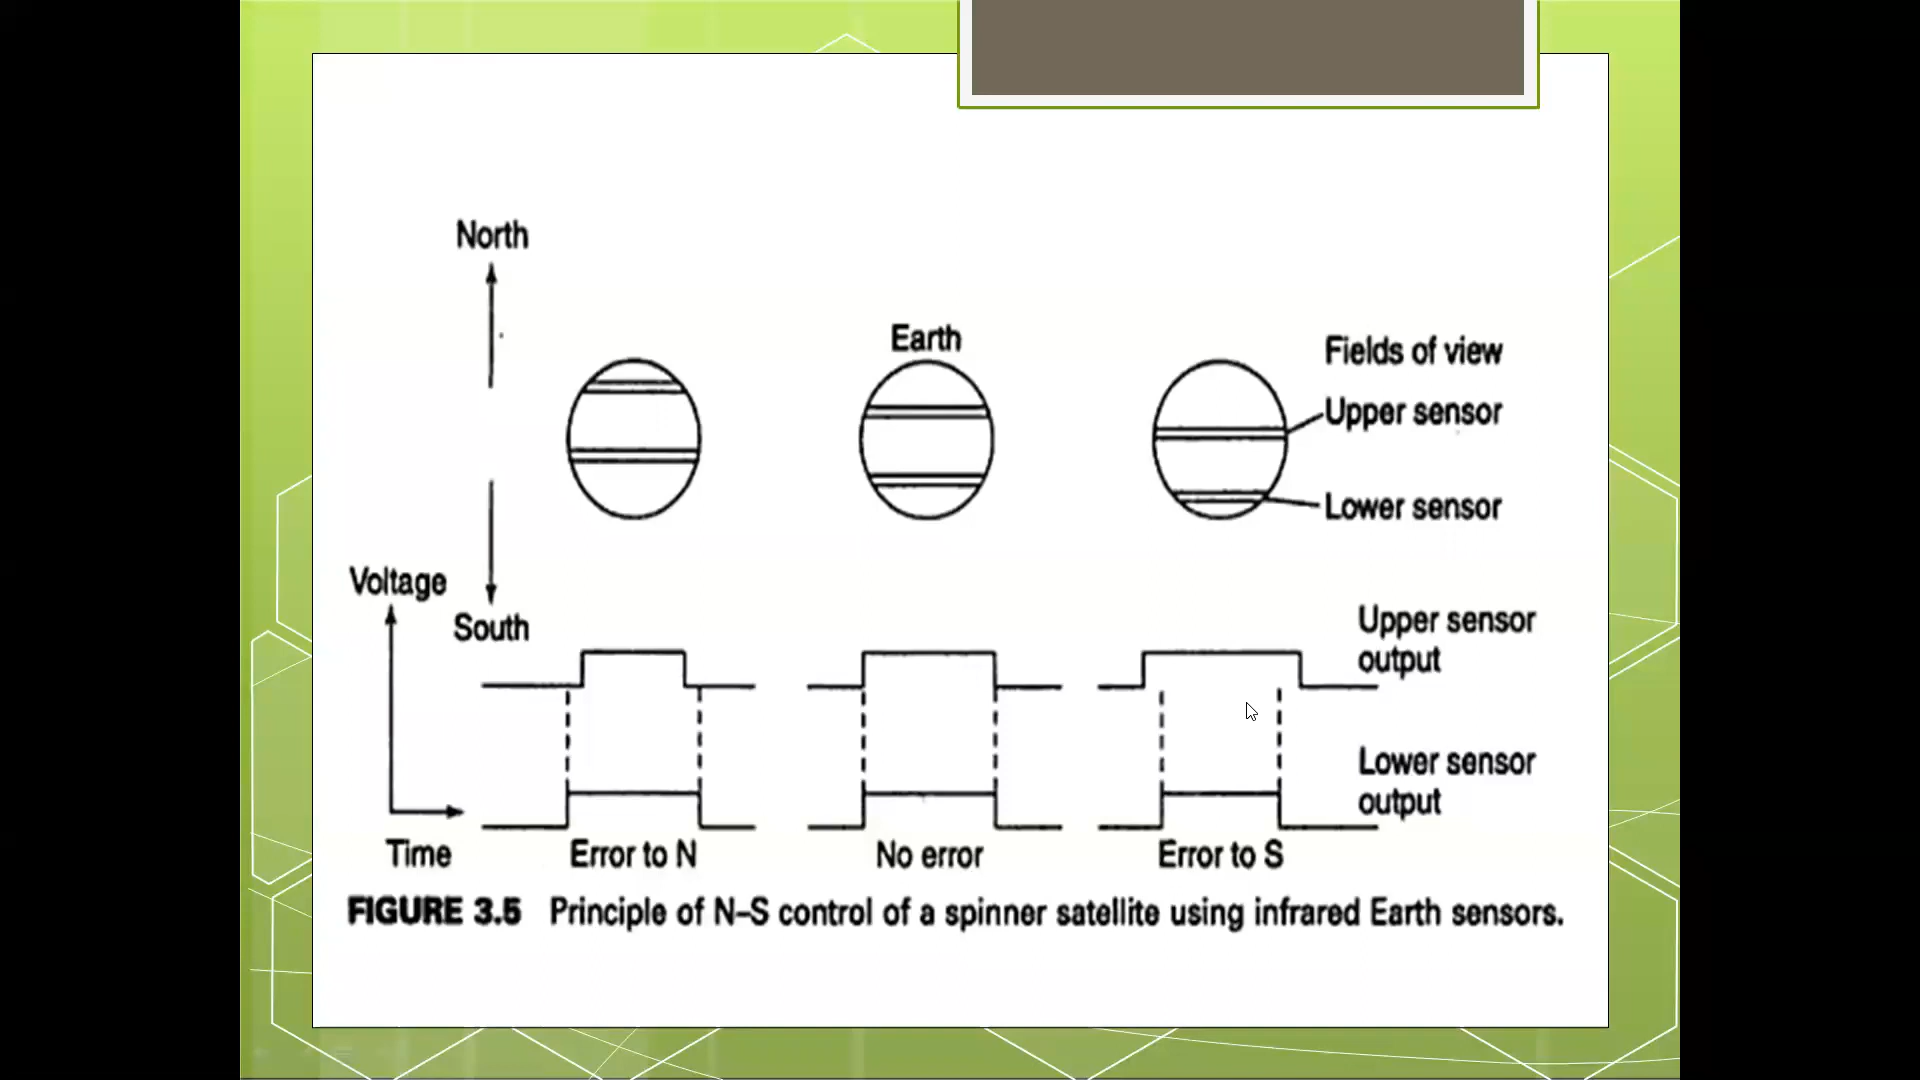 North
Earth
Fields of view
Upper sensor
Lower sensor
Voltage
South
Upper sensor
output
Lower sensor
output
Time
Error to N
No error
Error to S
FIGURE 3.5 Principle of N–S control of a spinner satellite using infrared Earth sensors.